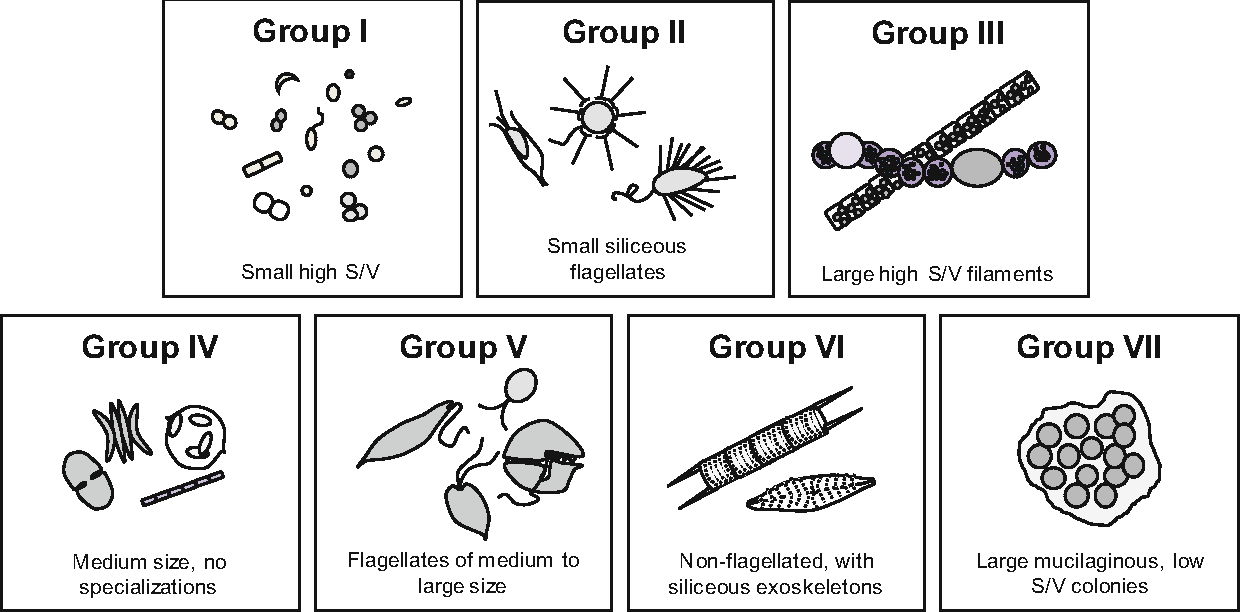 Group I
Small high S/V
Group II
Small siliceous
flagellates
Group III
Large high S/V filaments
Group IV
Medium size, no
specializations
Group V
Flagellates of medium to
large size
Group VI
Non-flagellated, with
siliceous exoskeletons
Group VII
Large mucilaginous, low
S/V colonies